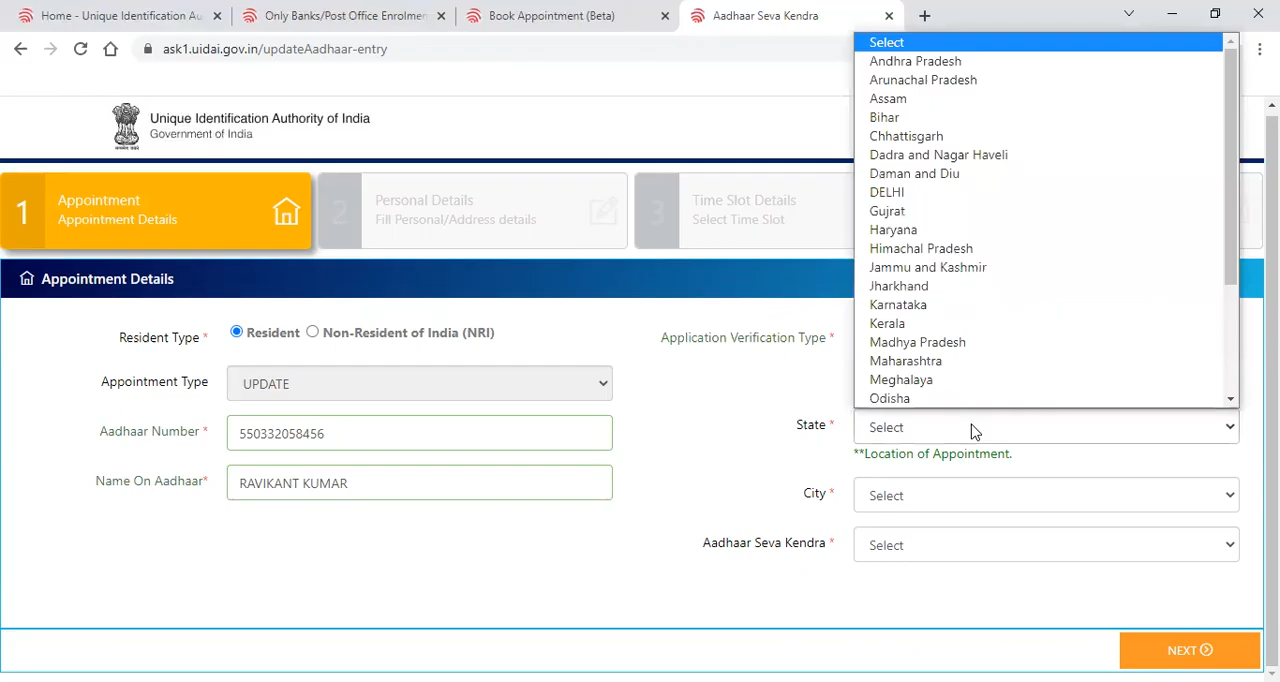 Home - Unique Identification Au
Only Banks/Post Office Enrolmen
Book Appointment (Beta)
Aadhaar Seva Kendra
ask1.uidai.gov.in/updateAadhaar-entry
Unique Identification Authority of India
Government of India
1
Appointment
Appointment Details
2
Personal Details
Fill Personal/Address details
3
Time Slot Details
Select Time Slot
Appointment Details
Resident Type *
Resident
Non-Resident of India (NRI)
Appointment Type
UPDATE
Aadhaar Number *
550332058456
Name On Aadhaar*
RAVIKANT KUMAR
Application Verification Type *
Select
Andhra Pradesh
Arunachal Pradesh
Assam
Bihar
Chhattisgarh
Dadra and Nagar Haveli
Daman and Diu
DELHI
Gujrat
Haryana
Himachal Pradesh
Jammu and Kashmir
Jharkhand
Karnataka
Kerala
Madhya Pradesh
Maharashtra
Meghalaya
Odisha
State *
Select
**Location of Appointment.
City *
Select
Aadhaar Seva Kendra *
Select
NEXT